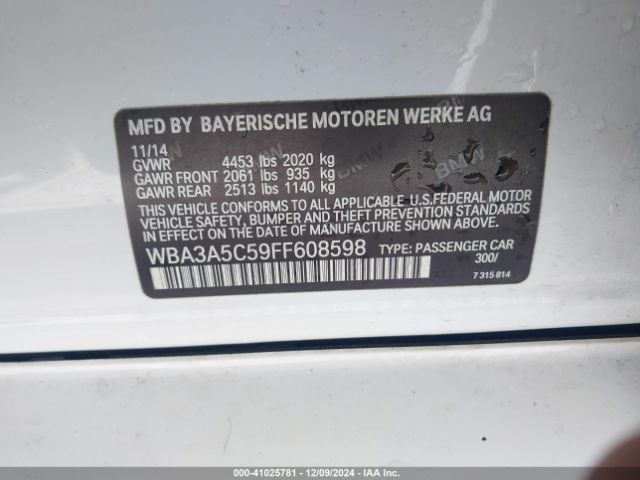 MFD BY BAYERISCHE MOTOREN WERKE AG
11/14
GVWR 4453 lbs 2020 kg
GAWR FRONT 2061 lbs 935 kg
GAWR REAR 2513 lbs 1140 kg
THIS VEHICLE CONFORMS TO ALL APPLICABLE U.S.FEDERAL MOTOR
VEHICLE SAFETY, BUMPER AND THEFT PREVENTION STANDARDS IN
EFFECT ON THE DATE OF MANUFACTURE SHOWN ABOVE.
WBA3A5C59FF608598 TYPE: PASSENGER CAR
300/
7 315 814
BMW
BMW
000-41025781 - 12/09/2024 - IAA Inc.